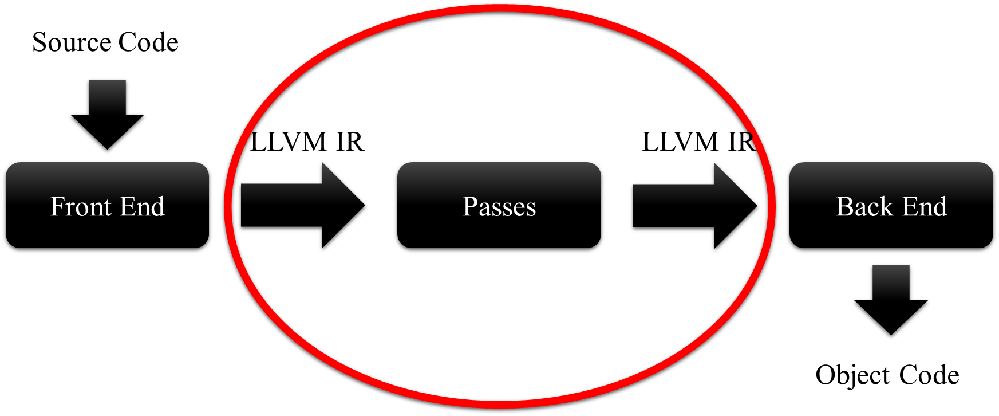 Source Code
LLVM IR
LLVM IR
Front End
Passes
Back End
Object Code